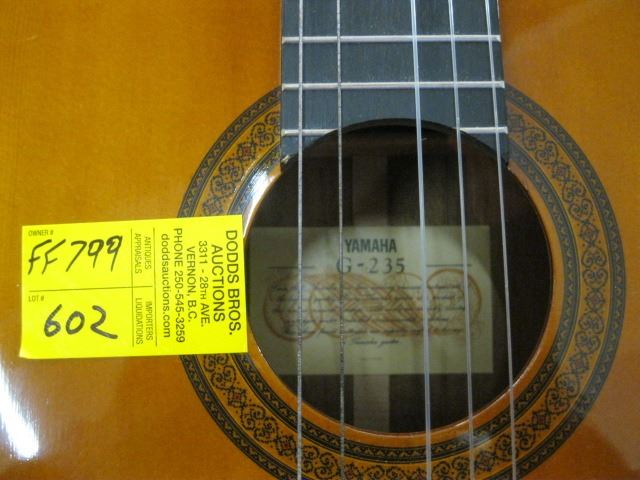 OWNER #
FF799
LOT #
602
ANTIQUES
APPRAISALS
IMPORTERS
LIQUIDATIONS
DODDS BROS.
AUCTIONS
3311 - 28TH AVE.
VERNON, B.C.
PHONE 250-545-3259
doddsauctions.com
YAMAHA
G-235